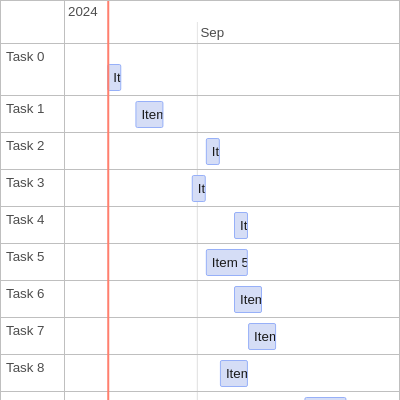 2024
Sep
Task 0
It
Task 1
Iten
Task 2
It
Task 3
It
Task 4
It
Task 5
Item 5
Task 6
Iten
Task 7
Iten
Task 8
Iten